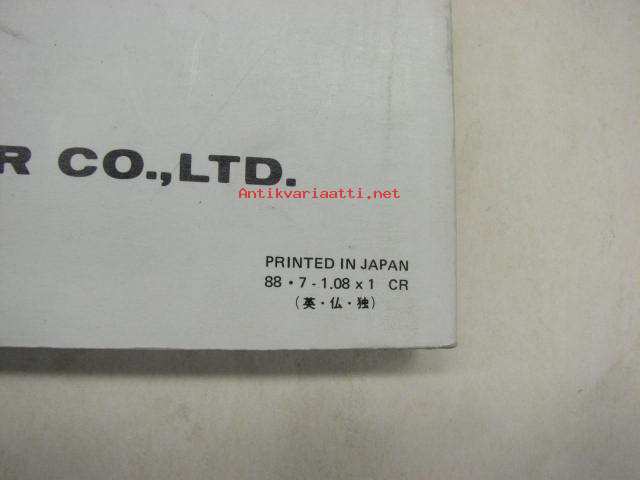 R CO.,LTD.
Antikvariaatti.net
PRINTED IN JAPAN
88・7-1.08 x 1 CR
(英・仏・独)